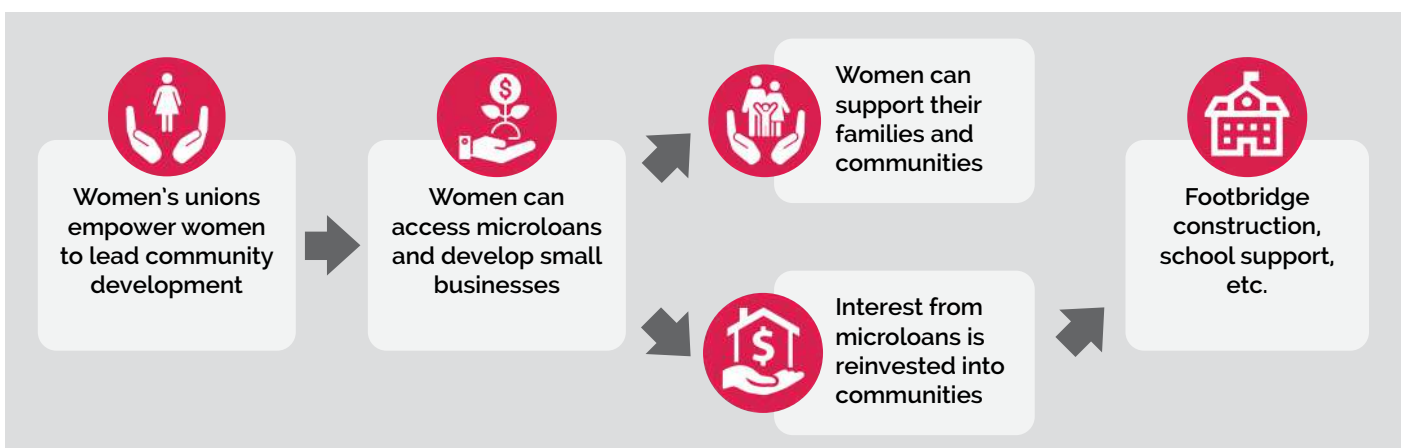 Women’s unions
empower women
to lead community
development
Women can
access microloans
and develop small
businesses
Women can
support their
families and
communities
Interest from
microloans is
reinvested into
communities
Footbridge
construction,
school support,
etc.
$
$